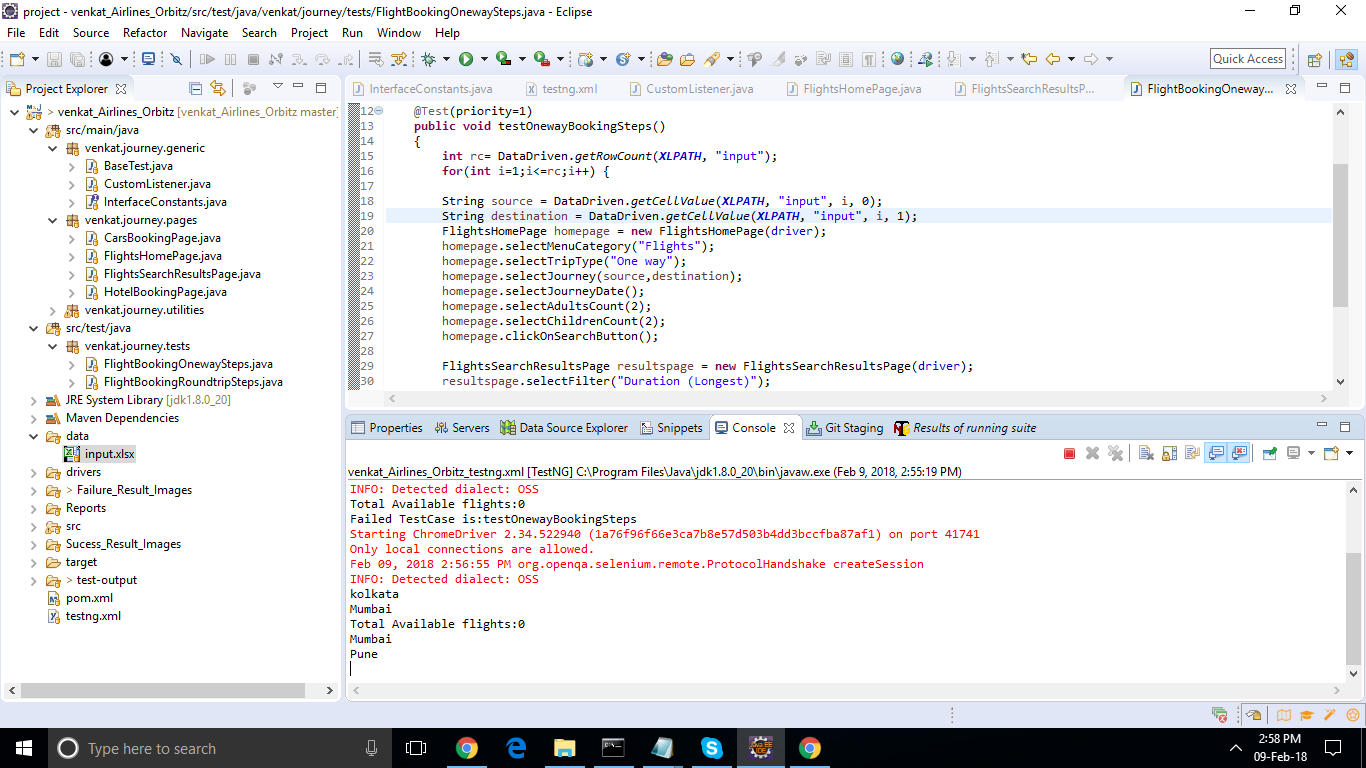 project - venkat_Airlines_Orbitz/src/test/java/venkat/journey/tests/FlightBookingOnewaySteps.java - Eclipse
File Edit Source Refactor Navigate Search Project Run Window Help
Quick Access
Project Explorer
> venkat_Airlines_Orbitz [venkat_Airlines_Orbitz master]
src/main/java
venkat.journey.generic
BaseTest.java
CustomListener.java
InterfaceConstants.java
venkat.journey.pages
CarsBookingPage.java
FlightsHomePage.java
FlightsSearchResultsPage.java
HotelBookingPage.java
venkat.journey.utilities
src/test/java
venkat.journey.tests
FlightBookingOnewaySteps.java
FlightBookingRoundtripSteps.java
JRE System Library [jdk1.8.0_20]
Maven Dependencies
data
input.xlsx
drivers
> Failure_Result_Images
Reports
src
Sucess_Result_Images
target
> test-output
pom.xml
testng.xml
InterfaceConstants.java testng.xml CustomListener.java FlightsHomePage.java FlightsSearchResultsP... FlightBookingOneway...
12 @Test(priority=1)
13 public void testOnewayBookingSteps()
14 {
15 int rc= DataDriven.getRowCount(XLPATH, "input");
16 for(int i=1;i<=rc;i++) {
17
18 String source = DataDriven.getCellValue(XLPATH, "input", i, 0);
19 String destination = DataDriven.getCellValue(XLPATH, "input", i, 1);
20 FlightsHomePage homepage = new FlightsHomePage(driver);
21 homepage.selectMenuCategory("Flights");
22 homepage.selectTripType("One way");
23 homepage.selectJourney(source,destination);
24 homepage.selectJourneyDate();
25 homepage.selectAdultsCount(2);
26 homepage.selectChildrenCount(2);
27 homepage.clickOnSearchButton();
28
29 FlightsSearchResultsPage resultspage = new FlightsSearchResultsPage(driver);
30 resultspage.selectFilter("Duration (Longest)");
Properties Servers Data Source Explorer Snippets Console Git Staging Results of running suite
venkat_Airlines_Orbitz_testng.xml [TestNG] C:\Program Files\Java\jdk1.8.0_20\bin\javaw.exe (Feb 9, 2018, 2:55:19 PM)
INFO: Detected dialect: OSS
Total Available flights:0
Failed TestCase is:testOnewayBookingSteps
Starting ChromeDriver 2.34.522940 (1a76f96f66e3ca7b8e57d503b4dd3bccfba87af1) on port 41741
Only local connections are allowed.
Feb 09, 2018 2:56:55 PM org.openqa.selenium.remote.ProtocolHandshake createSession
INFO: Detected dialect: OSS
kolkata
Mumbai
Total Available flights:0
Mumbai
Pune
Type here to search
2:58 PM
09-Feb-18